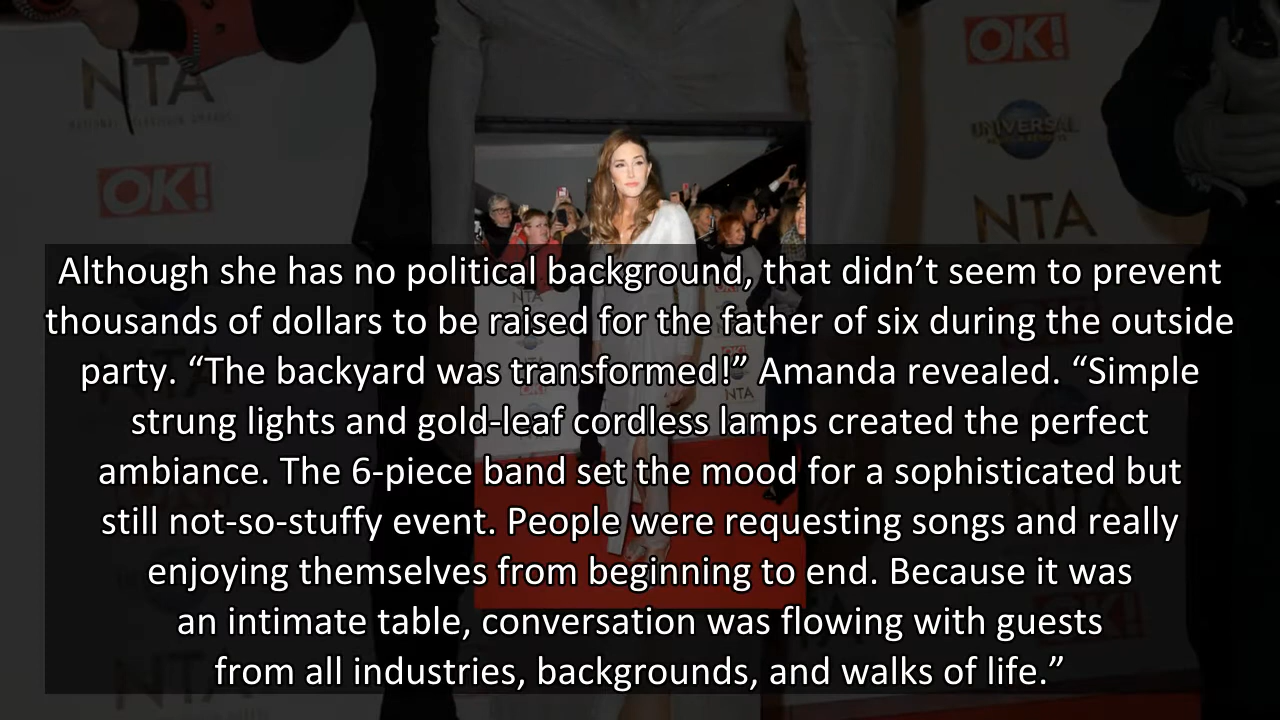 OK!
NTA
UNIVERSAL
OK!
NTA
Although she has no political background, that didn’t seem to prevent
thousands of dollars to be raised for the father of six during the outside
party. “The backyard was transformed!” Amanda revealed. “Simple
strung lights and gold-leaf cordless lamps created the perfect
ambiance. The 6-piece band set the mood for a sophisticated but
still not-so-stuffy event. People were requesting songs and really
enjoying themselves from beginning to end. Because it was
an intimate table, conversation was flowing with guests
from all industries, backgrounds, and walks of life.”
NTA
NTA